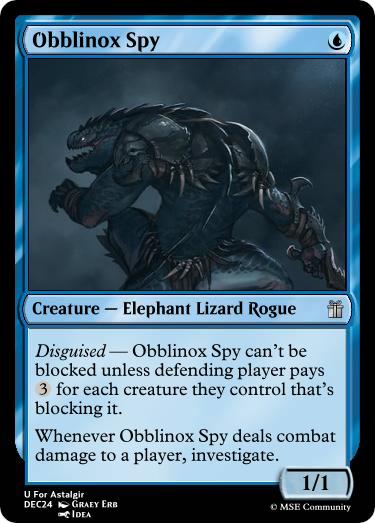 Obblinox Spy
Creature — Elephant Lizard Rogue
Disguised — Obblinox Spy can't be
blocked unless defending player pays
3 for each creature they control that's
blocking it.
Whenever Obblinox Spy deals combat
damage to a player, investigate.
1/1
U For Astalgir
DEC24 Graey Erb
Idea
© MSE Community